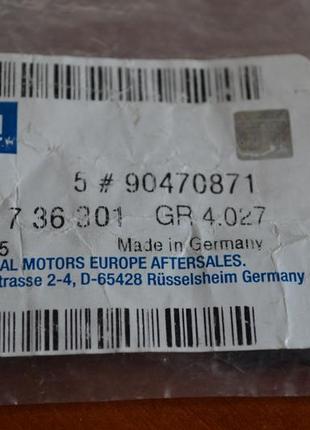 5 # 90470871
7 36 301 GR 4.027
5 Made in Germany
AL MOTORS EUROPE AFTERSALES.
trasse 2-4, D-65428 Rüsselsheim Germany